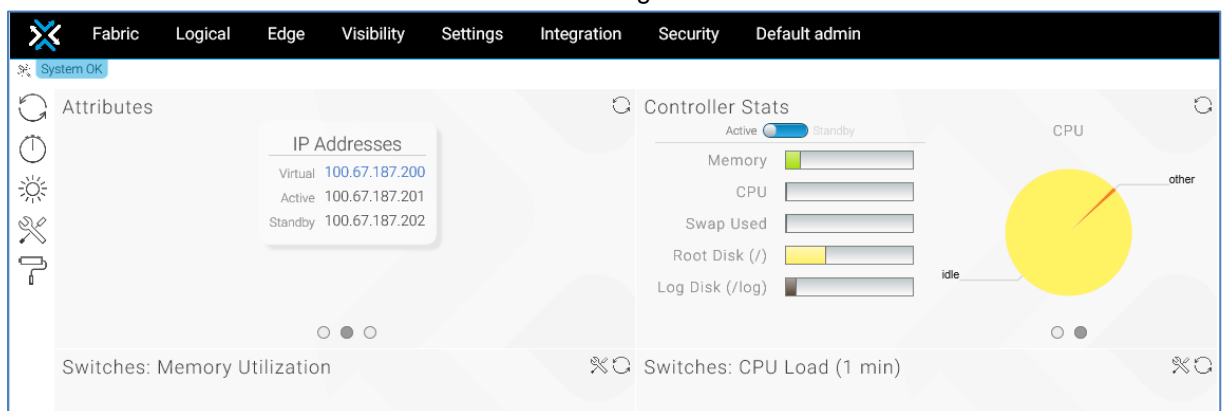 Fabric Logical Edge Visibility Settings Integration Security Default admin
System OK
Attributes
IP Addresses
Virtual 100.67.187.200
Active 100.67.187.201
Standby 100.67.187.202
Controller Stats
Active Standby
Memory
CPU
Swap Used
Root Disk (/)
Log Disk (/log)
CPU
other
idle
Switches: Memory Utilization
Switches: CPU Load (1 min)